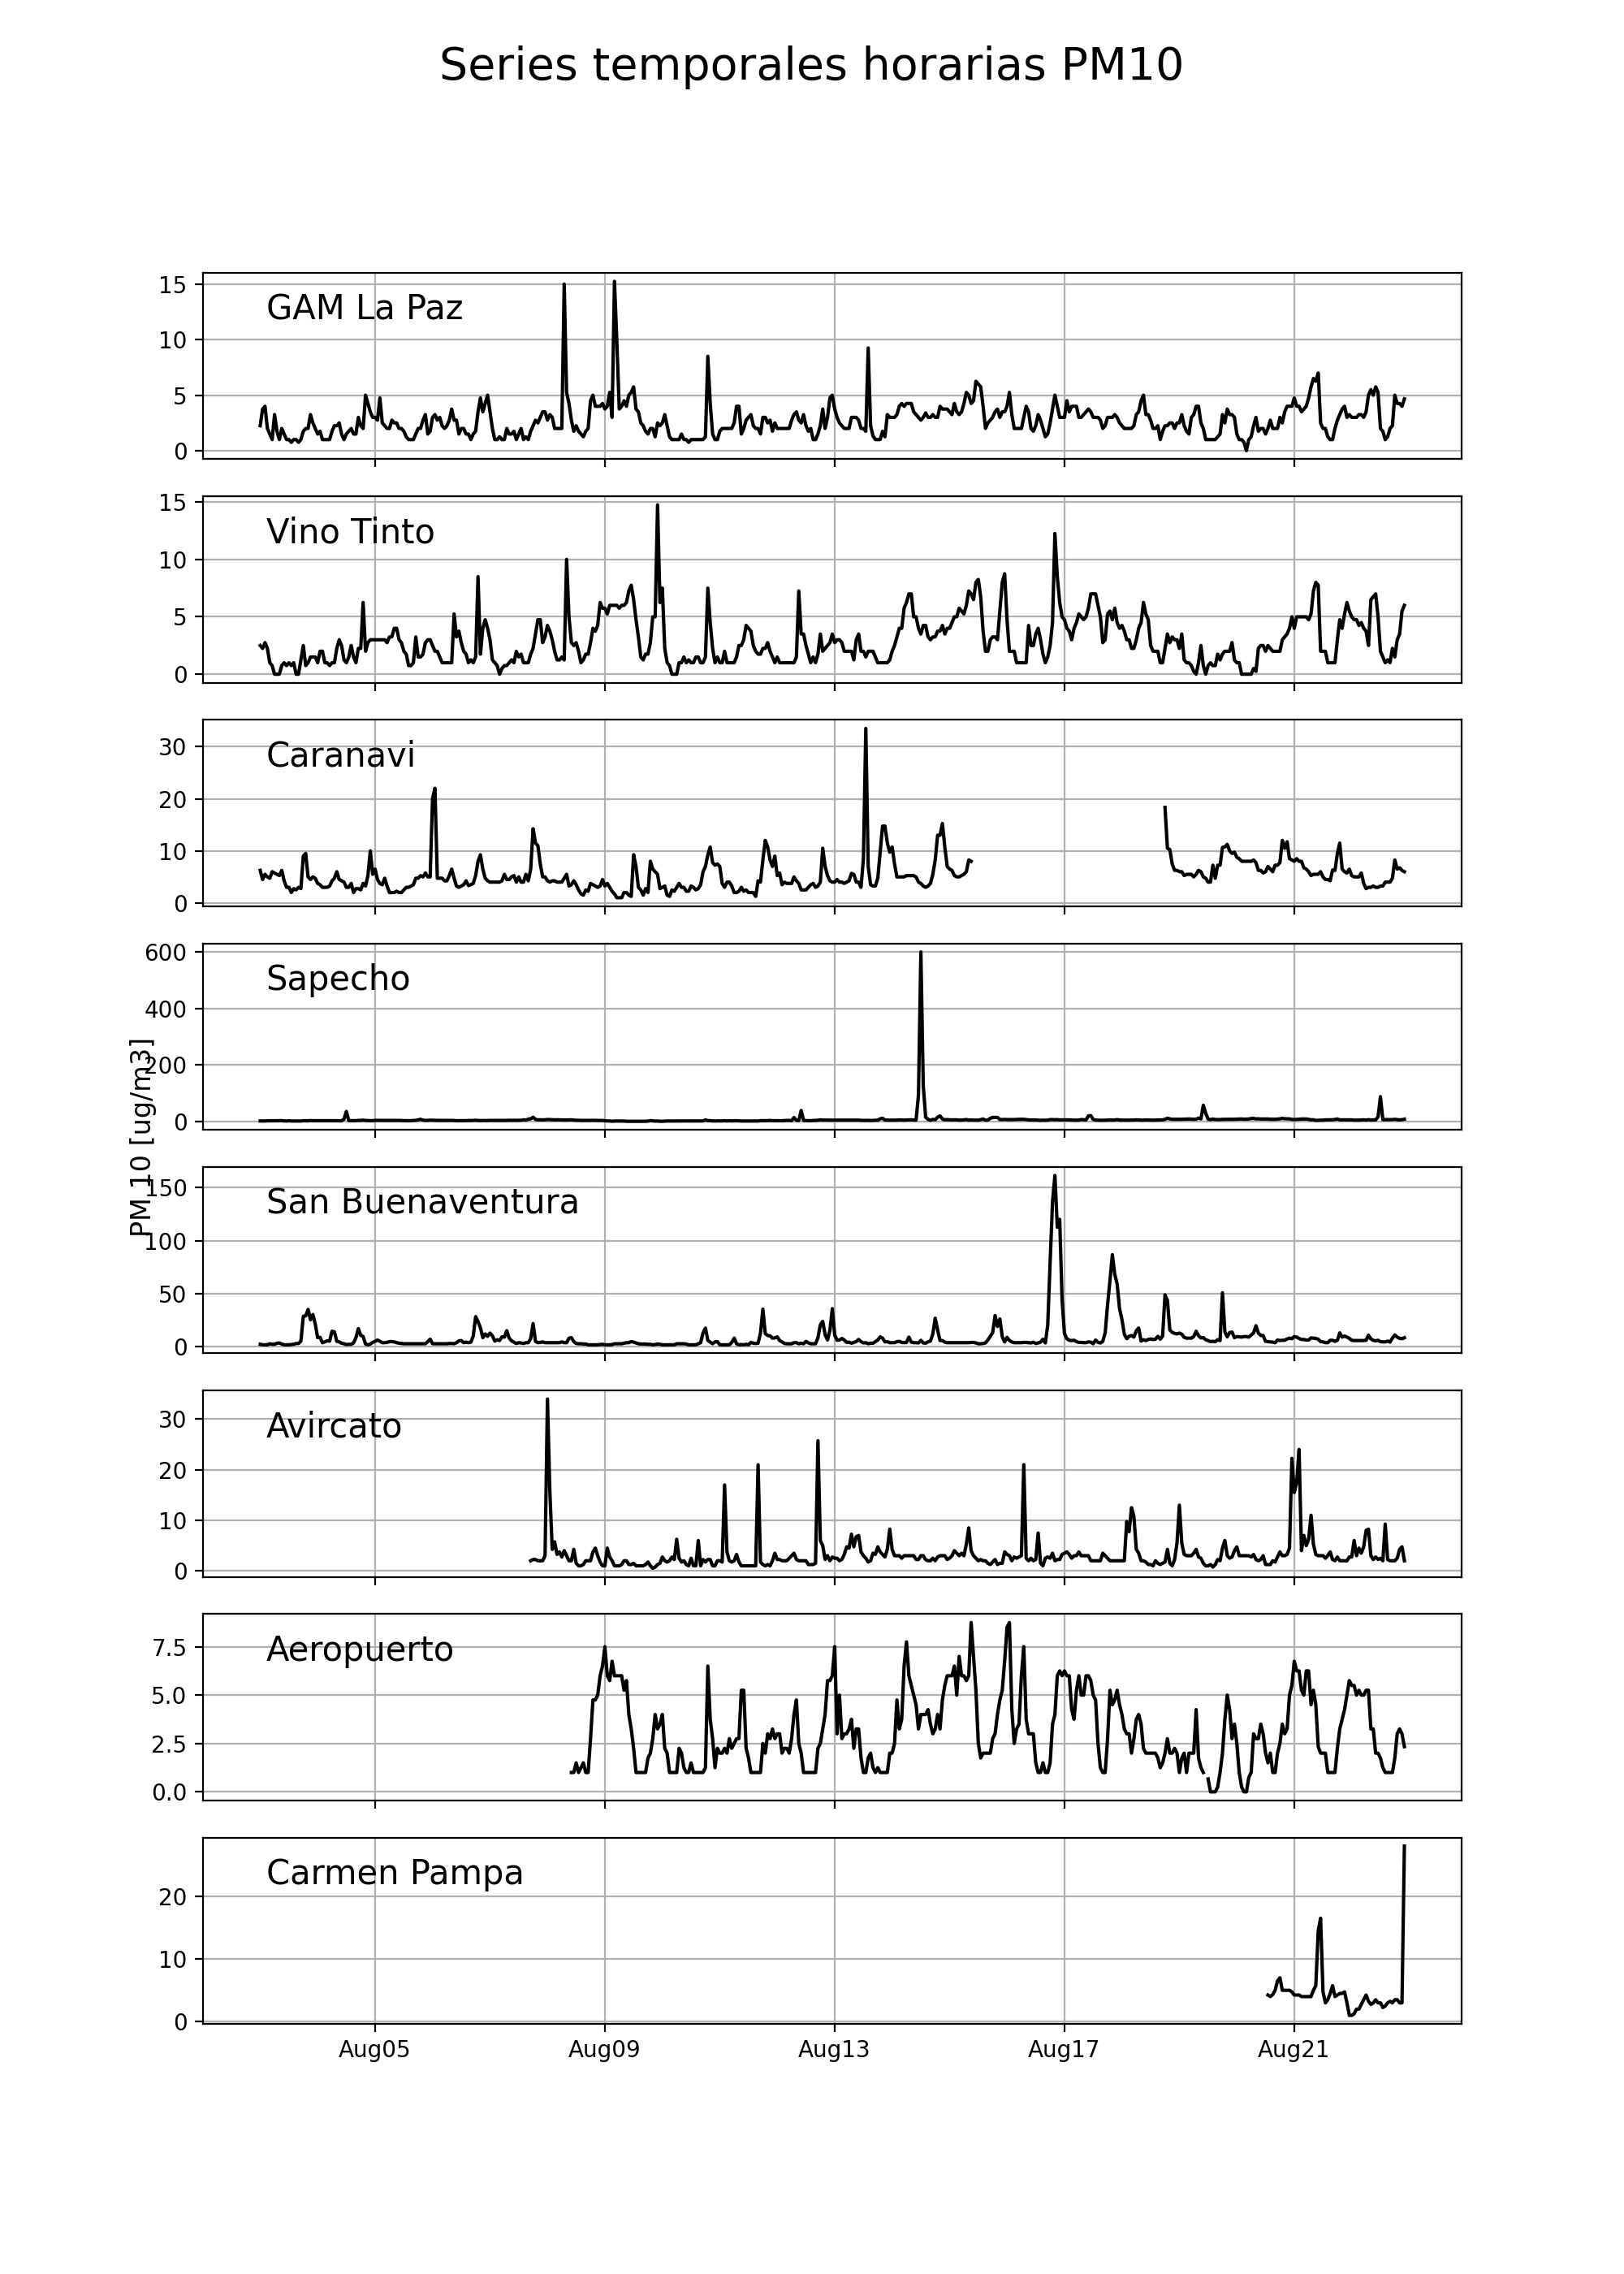 Series temporales horarias PM10
GAM La Paz
15
10
5
0
Vino Tinto
15
10
5
0
Caranavi
30
20
10
0
PM 10 [ug/m3]
Sapecho
600
400
200
0
San Buenaventura
150
100
50
0
Avircato
30
20
10
0
Aeropuerto
7.5
5.0
2.5
0.0
Carmen Pampa
20
10
0
Aug05 Aug09 Aug13 Aug17 Aug21